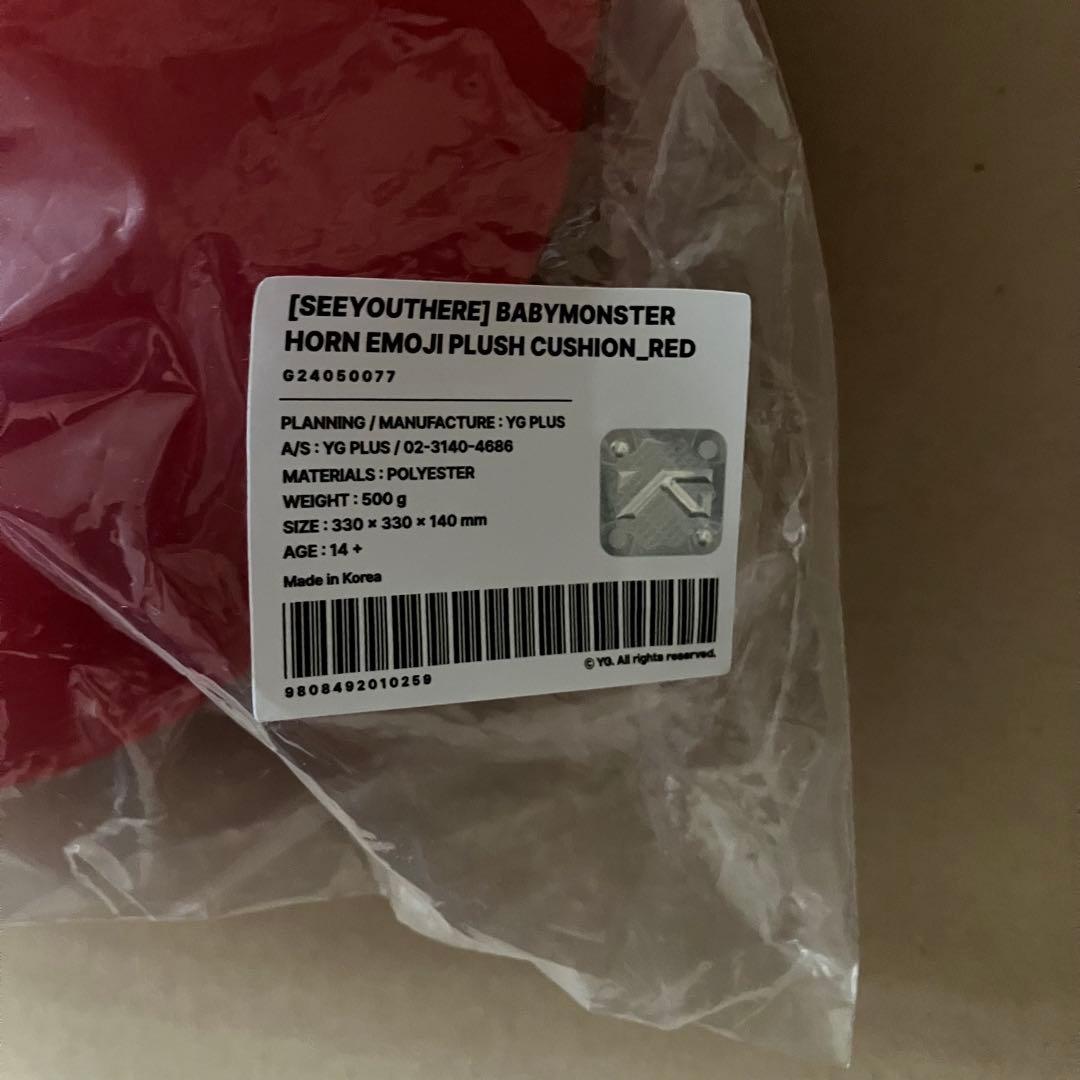 [SEEYOUTHERE] BABYMONSTER
HORN EMOJI PLUSH CUSHION_RED
G24050077
PLANNING / MANUFACTURE : YG PLUS
A/S : YG PLUS / 02-3140-4686
MATERIALS : POLYESTER
WEIGHT : 500 g
SIZE : 330 × 330 × 140 mm
AGE : 14 +
Made in Korea
© YG. All rights reserved.
9808492010259